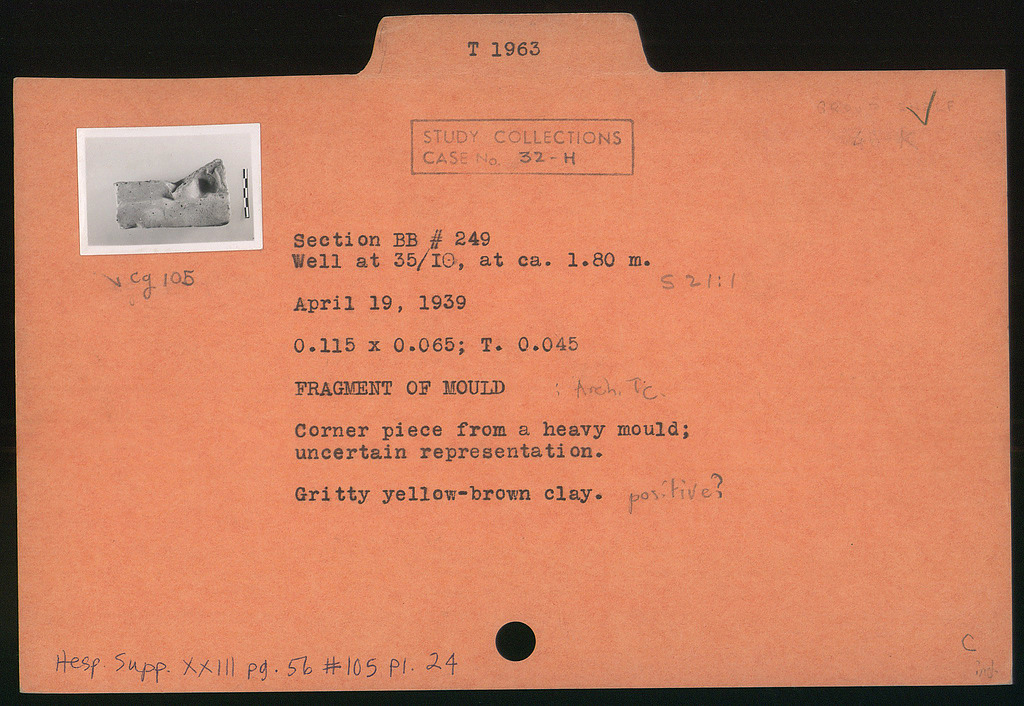 T 1963
STUDY COLLECTIONS
CASE No. 32-H
Section BB # 249
Well at 35/ΙΘ, at ca. 1.80 m.
S 21:1
cg 105
April 19, 1939
0.115 x 0.065; T. 0.045
FRAGMENT OF MOULD : Arch. T.C.
Corner piece from a heavy mould;
uncertain representation.
Gritty yellow-brown clay. positive?
C
Hesp. Supp. XXIII pg. 56 #105 pl. 24